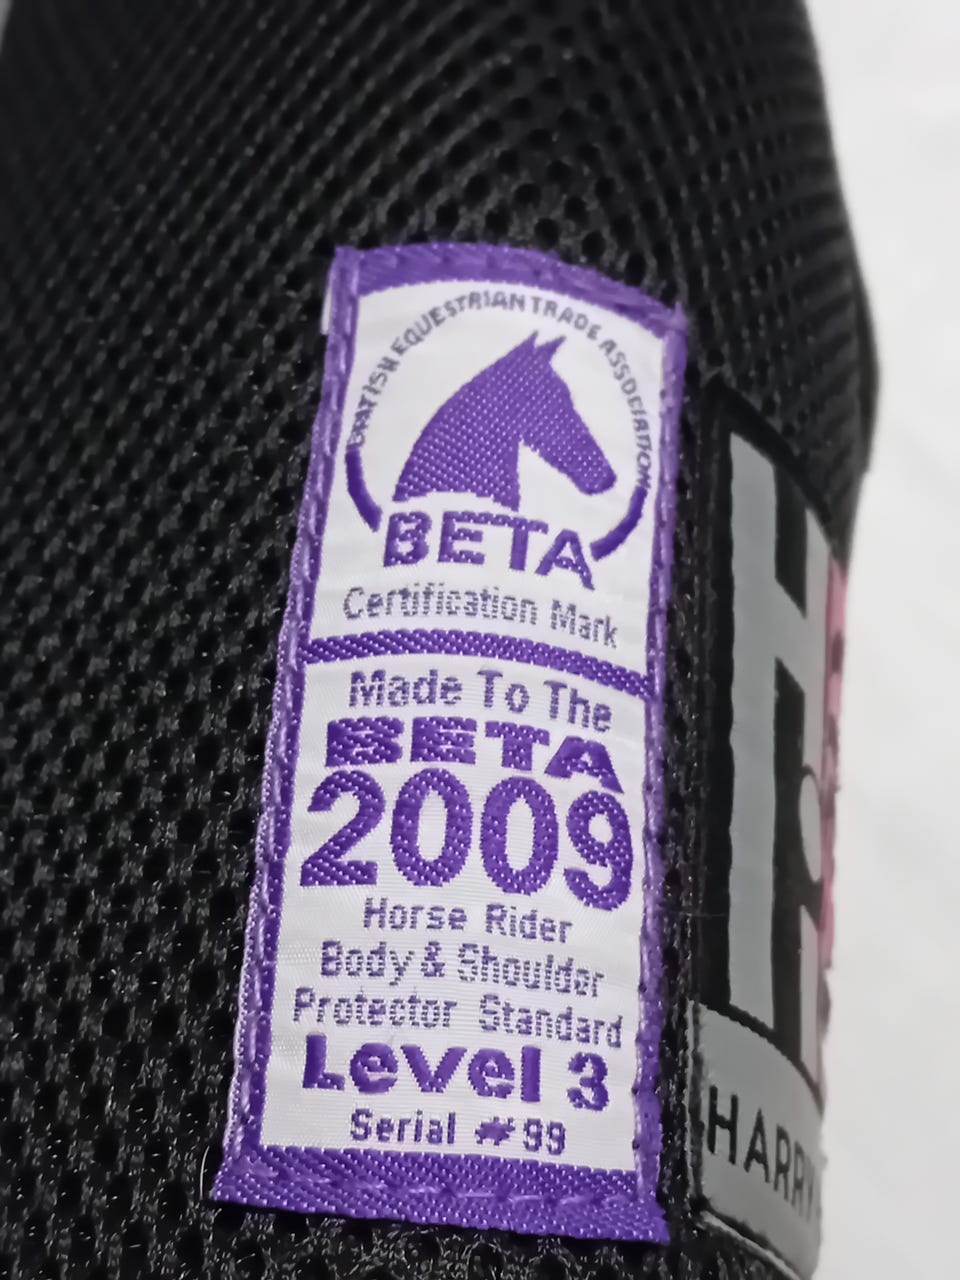 BRITISH EQUESTRIAN TRADE ASSOCIATION
BETA
Certification Mark
Made To The
BETA
2009
Horse Rider
Body & Shoulder
Protector Standard
Level 3
Serial #99
H
HARRY